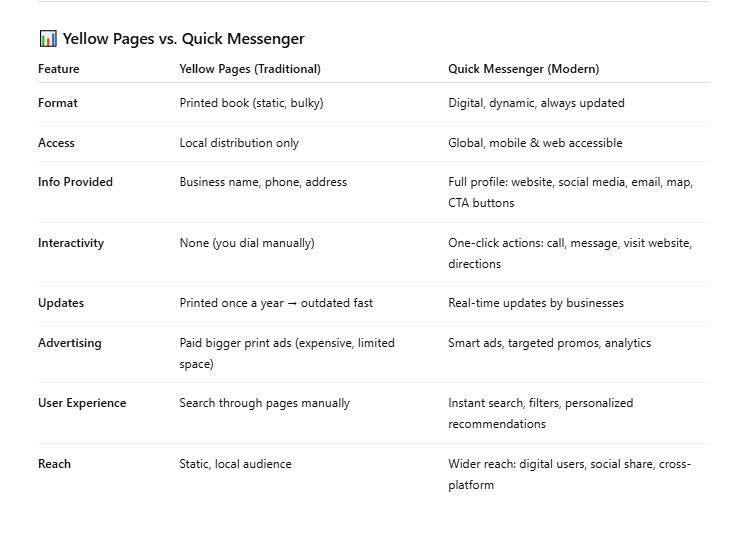 📊 Yellow Pages vs. Quick Messenger
Feature Yellow Pages (Traditional) Quick Messenger (Modern)
Format Printed book (static, bulky) Digital, dynamic, always updated
Access Local distribution only Global, mobile & web accessible
Info Provided Business name, phone, address Full profile: website, social media, email, map,
CTA buttons
Interactivity None (you dial manually) One-click actions: call, message, visit website,
directions
Updates Printed once a year → outdated fast Real-time updates by businesses
Advertising Paid bigger print ads (expensive, limited Smart ads, targeted promos, analytics
space)
User Experience Search through pages manually Instant search, filters, personalized
recommendations
Reach Static, local audience Wider reach: digital users, social share, cross-
platform